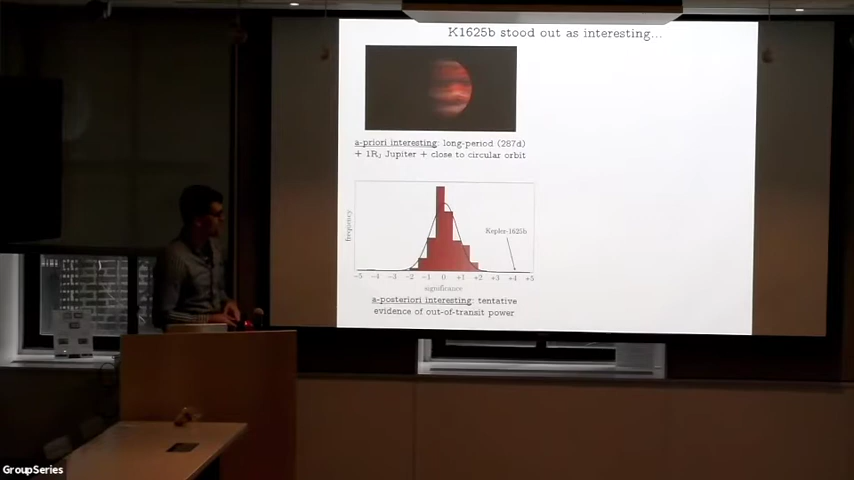 K1625b stood out as interesting...
a-priori interesting: long-period (287d)
+ 1RJ Jupiter + close to circular orbit
frequency
Kepler-1625b
-5 -4 -3 -2 -1 0 +1 +2 +3 +4 +5
significance
a-posteriori interesting: tentative
evidence of out-of-transit power
GroupSeries